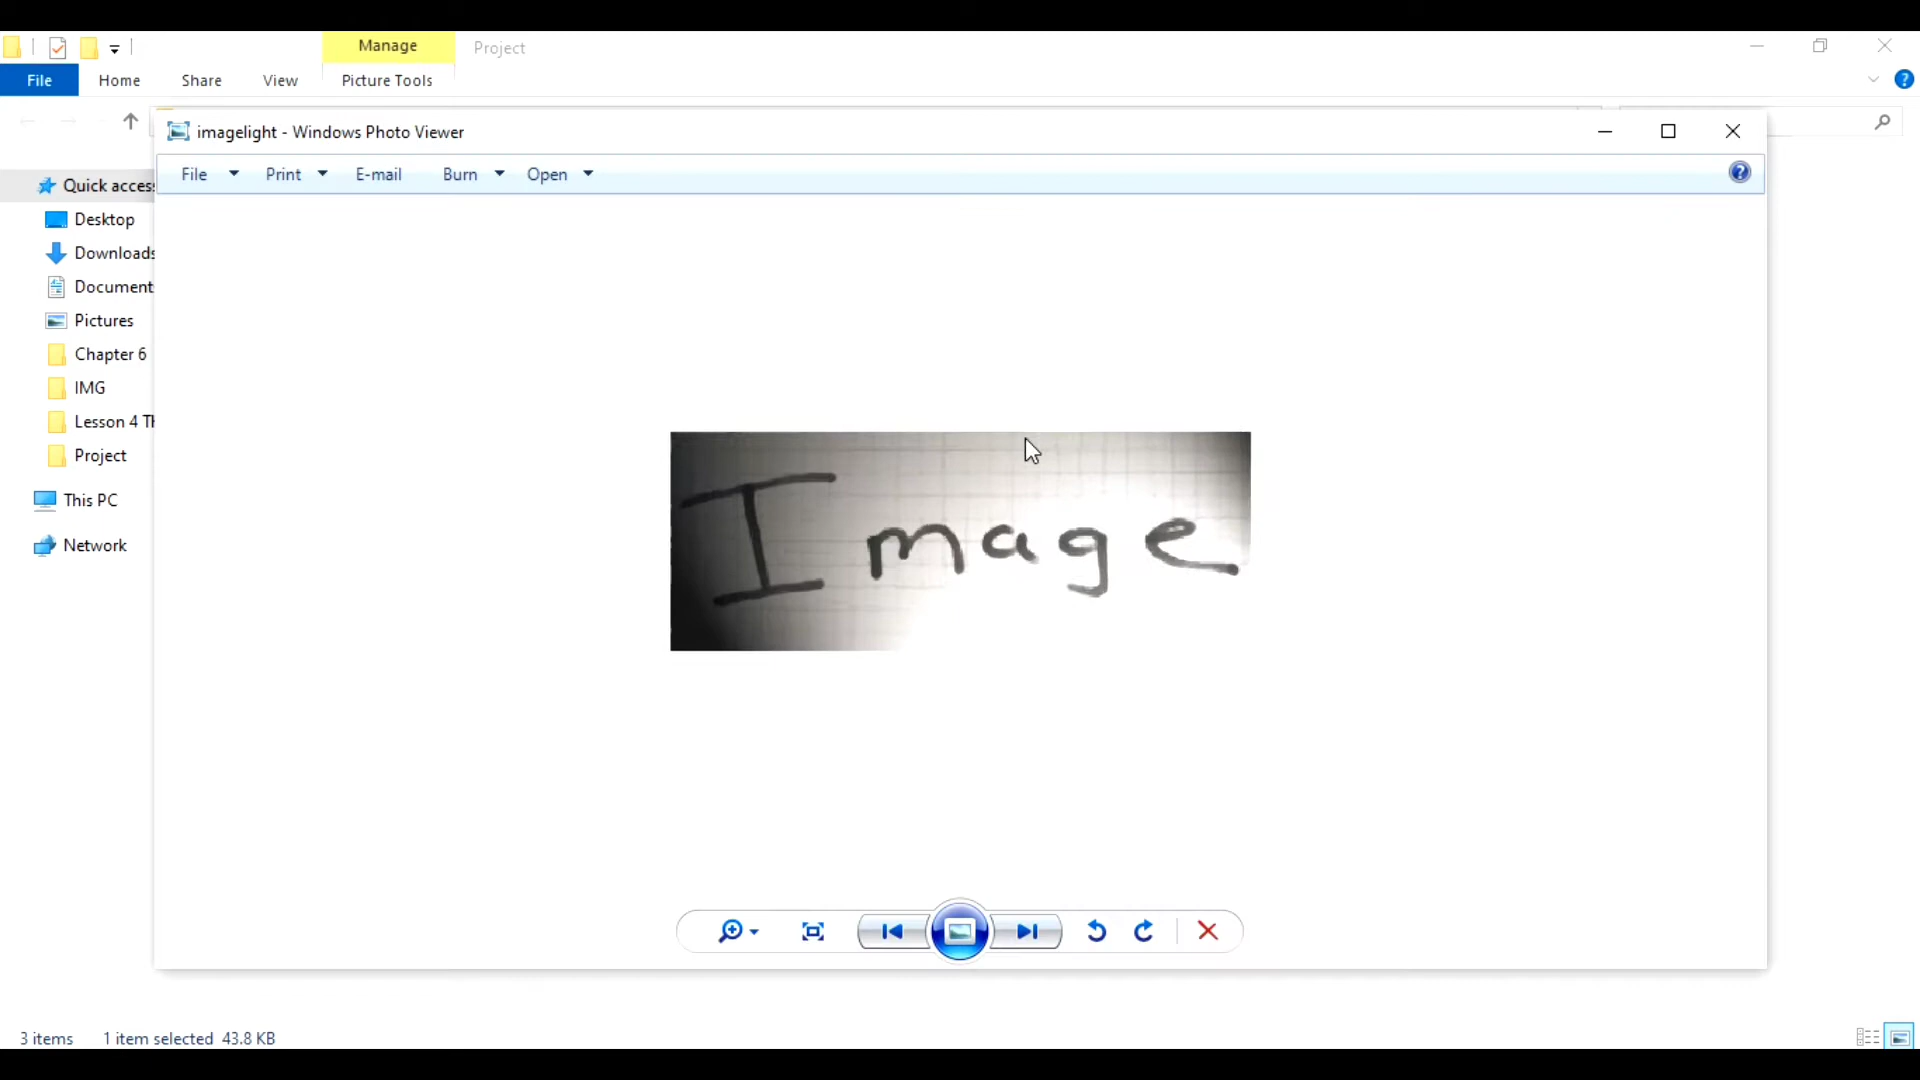 Manage
Project
File
Home
Share
View
Picture Tools
imagelight - Windows Photo Viewer
File
Print
E-mail
Burn
Open
Quick access
Desktop
Downloads
Document
Pictures
Chapter 6
IMG
Lesson 4 Th
Project
This PC
Network
Image
3 items
1 item selected 43.8 KB